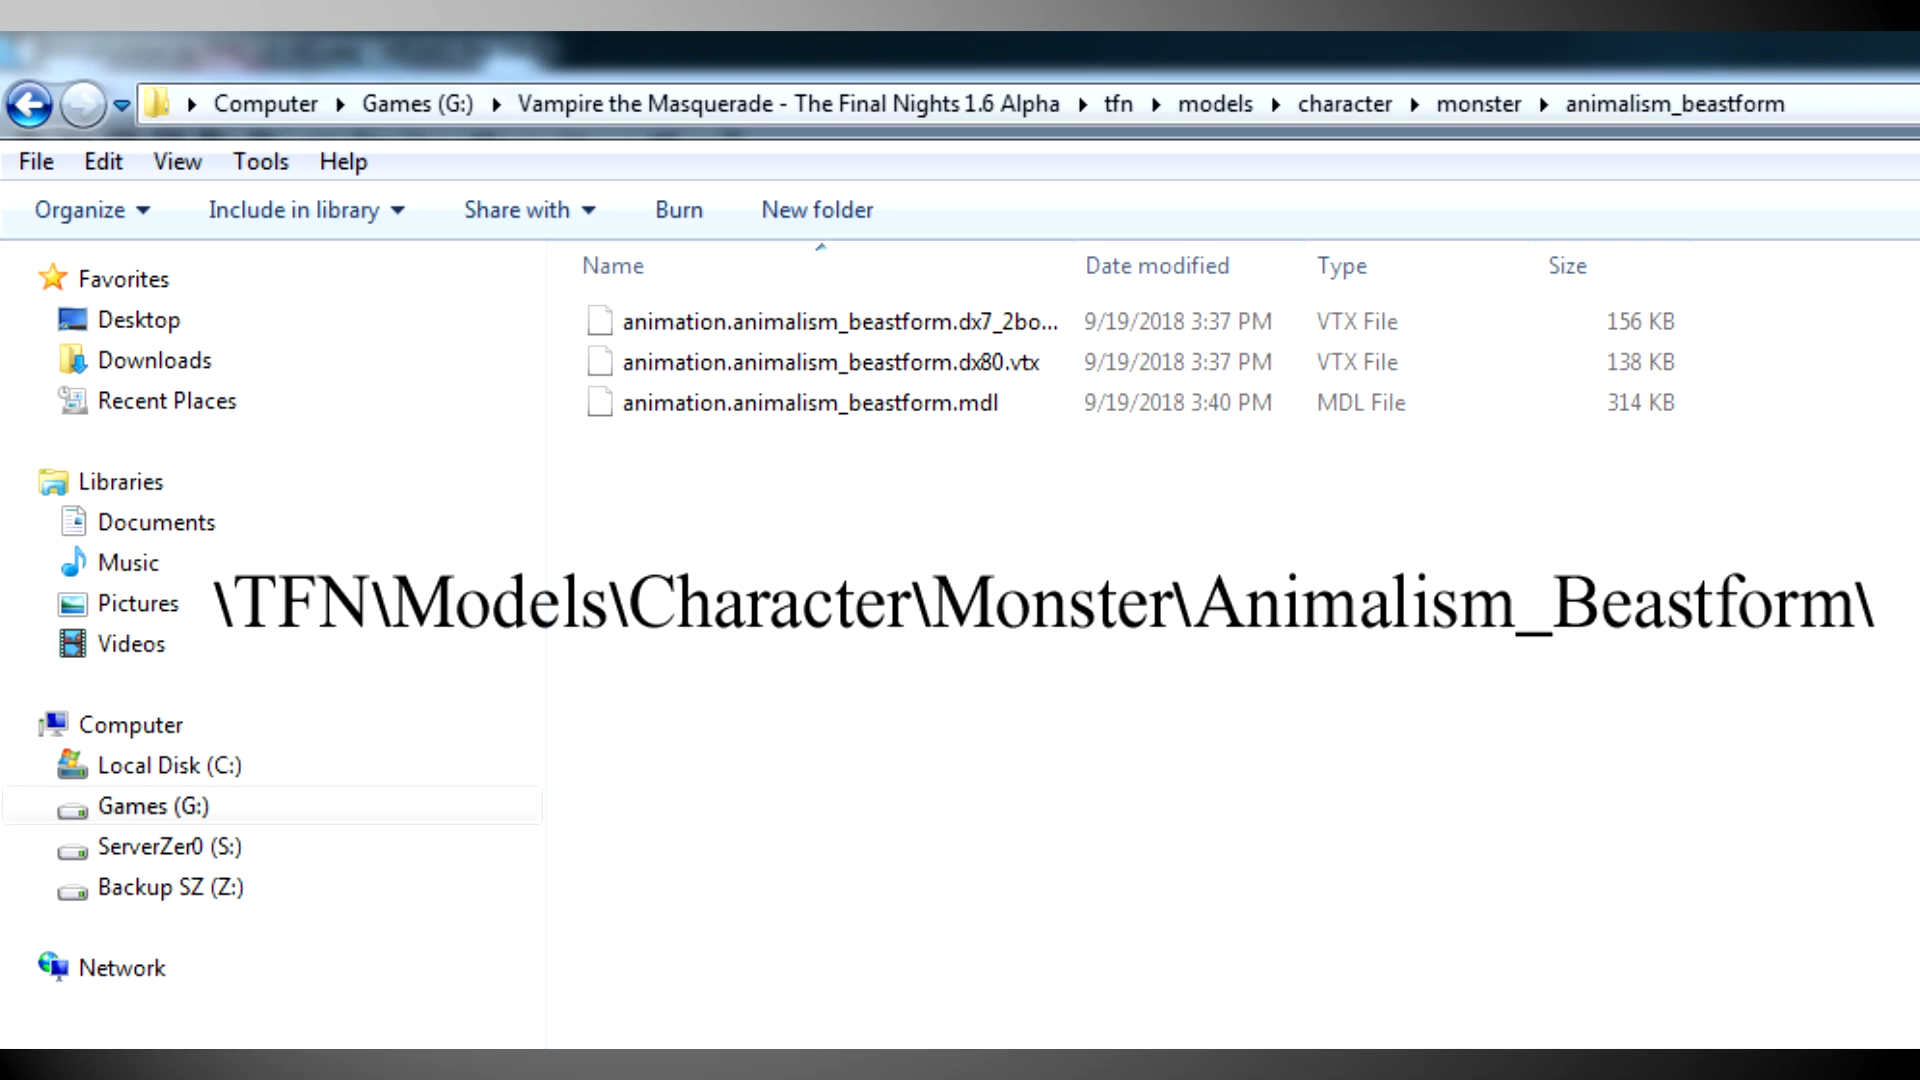 Computer Games (G:) Vampire the Masquerade - The Final Nights 1.6 Alpha tfn models character monster animalism_beastform
File Edit View Tools Help
Organize Include in library Share with Burn New folder
Name Date modified Type Size
animation.animalism_beastform.dx7_2bo... 9/19/2018 3:37 PM VTX File 156 KB
animation.animalism_beastform.dx80.vtx 9/19/2018 3:37 PM VTX File 138 KB
animation.animalism_beastform.mdl 9/19/2018 3:40 PM MDL File 314 KB
Favorites
Desktop
Downloads
Recent Places
Libraries
Documents
Music
Pictures
Videos
\TFN\Models\Character\Monster\Animalism_Beastform\
Computer
Local Disk (C:)
Games (G:)
ServerZer0 (S:)
Backup SZ (Z:)
Network